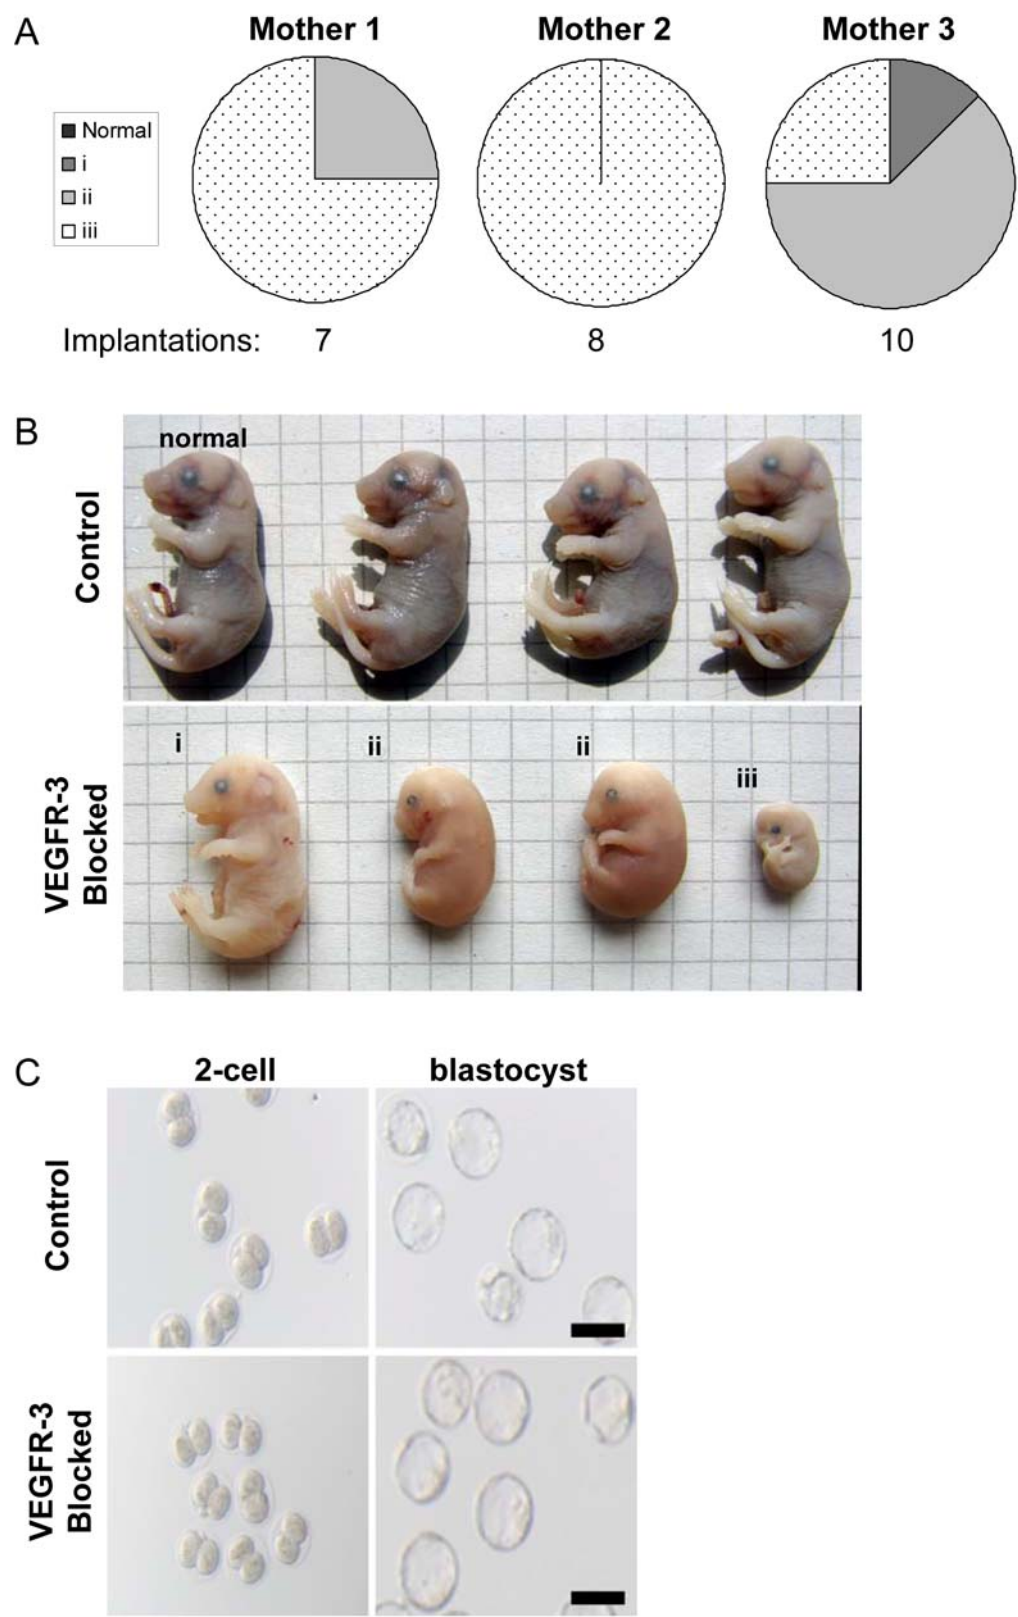 A
Mother 1
Mother 2
Mother 3
Normal
i
ii
iii
Implantations:
7
8
10
B
Control
normal
VEGFR-3
Blocked
i
ii
ii
iii
C
2-cell
blastocyst
Control
VEGFR-3
Blocked